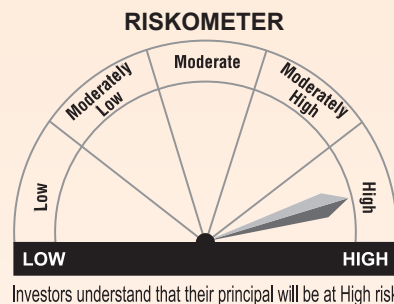 RISKOMETER
Moderate
Moderately
Low
Moderately
High
Low
High
LOW HIGH
Investors understand that their principal will be at High risk